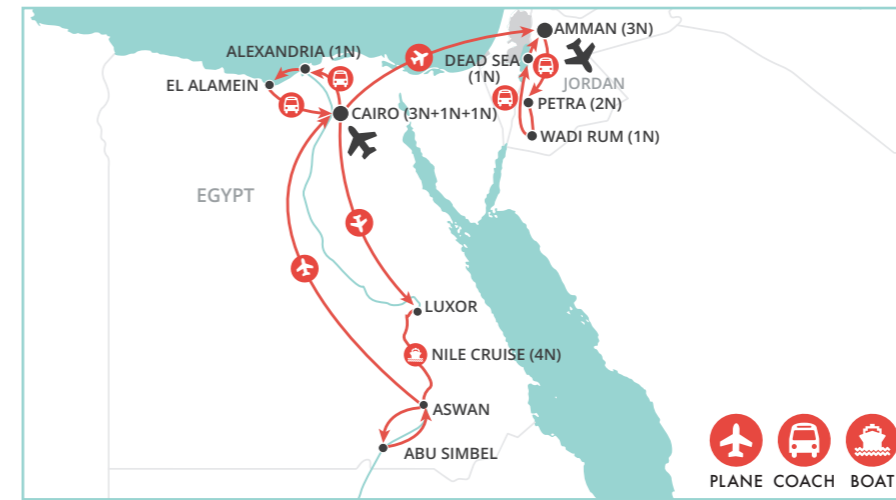 AMMAN (3N)
ALEXANDRIA (1N)
DEAD SEA
(1N)
EL ALAMEIN
JORDAN
PETRA (2N)
CAIRO (3N+1N+1N)
WADI RUM (1N)
EGYPT
LUXOR
NILE CRUISE (4N)
ASWAN
ABU SIMBEL
PLANE COACH BOAT